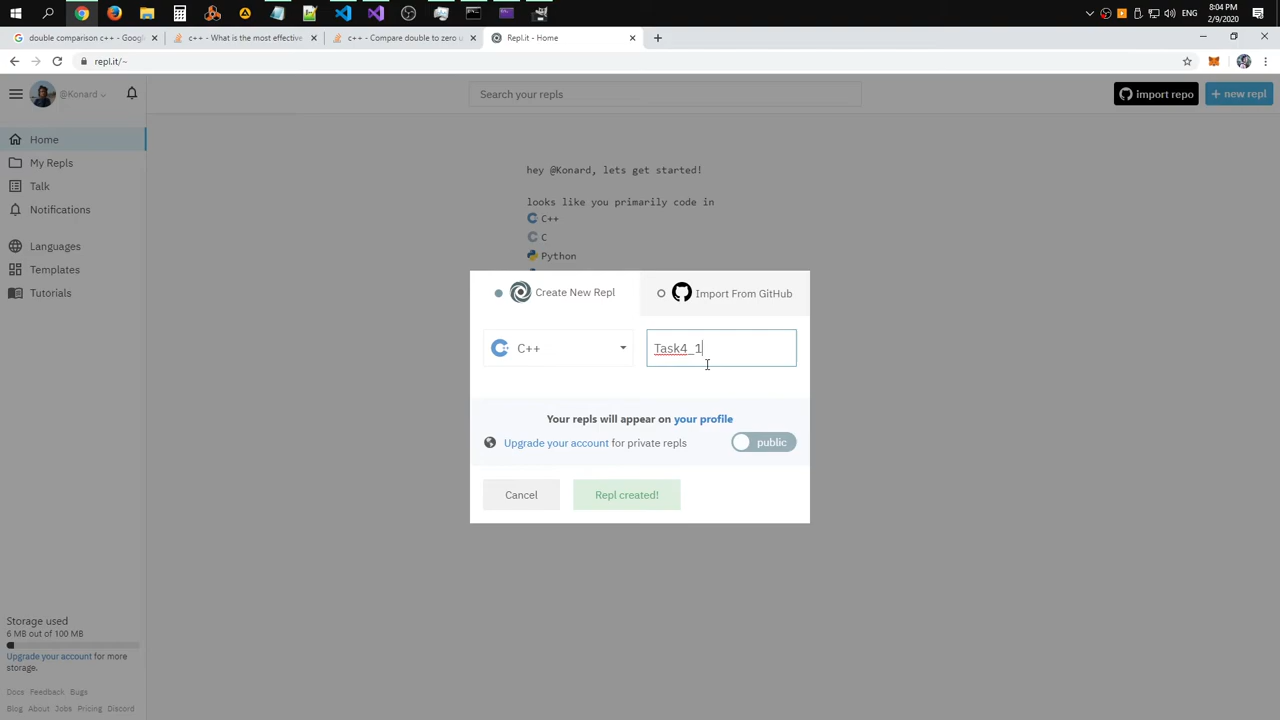 8:04 PM
ENG
2/9/2020
double comparison c++ - Googl
c++ - What is the most effective
c++ - Compare double to zero u
Repl.it - Home
repl.it/~
@Konard
Search your repls
import repo
+ new repl
Home
My Repls
Talk
Notifications
Languages
Templates
Tutorials
hey @Konard, lets get started!
looks like you primarily code in
C++
C
Python
Create New Repl
Import From GitHub
C++
Task4_1
Your repls will appear on your profile
Upgrade your account for private repls
public
Cancel
Repl created!
Storage used
6 MB out of 100 MB
Upgrade your account for more
storage.
Docs Feedback Bugs
Blog About Jobs Pricing Discord